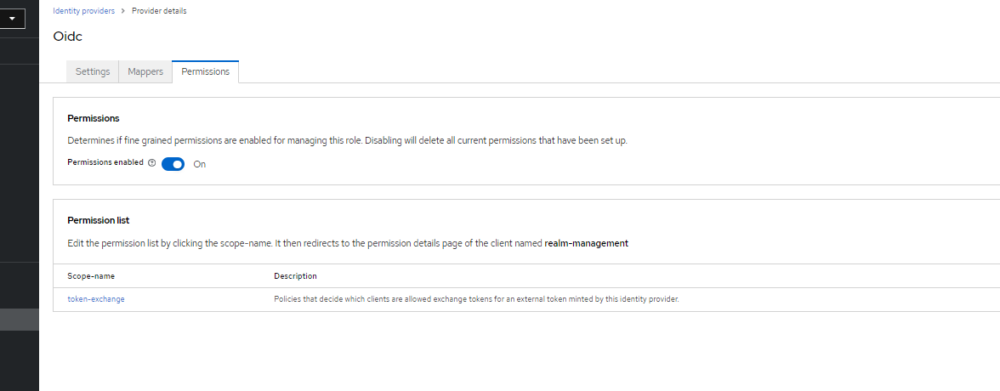 Identity providers > Provider details
Oidc
Settings Mappers Permissions
Permissions
Determines if fine grained permissions are enabled for managing this role. Disabling will delete all current permissions that have been set up.
Permissions enabled On
Permission list
Edit the permission list by clicking the scope-name. It then redirects to the permission details page of the client named realm-management
Scope-name Description
token-exchange Policies that decide which clients are allowed exchange tokens for an external token minted by this identity provider.